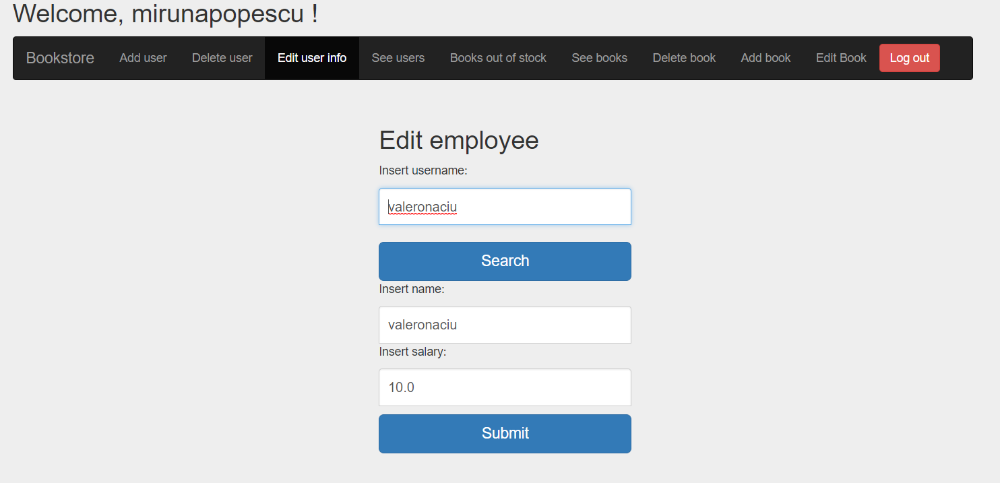 Welcome, mirunapopescu !
Bookstore Add user Delete user Edit user info See users Books out of stock See books Delete book Add book Edit Book Log out
Edit employee
Insert username:
valeronaciu
Search
Insert name:
valeronaciu
Insert salary:
10.0
Submit